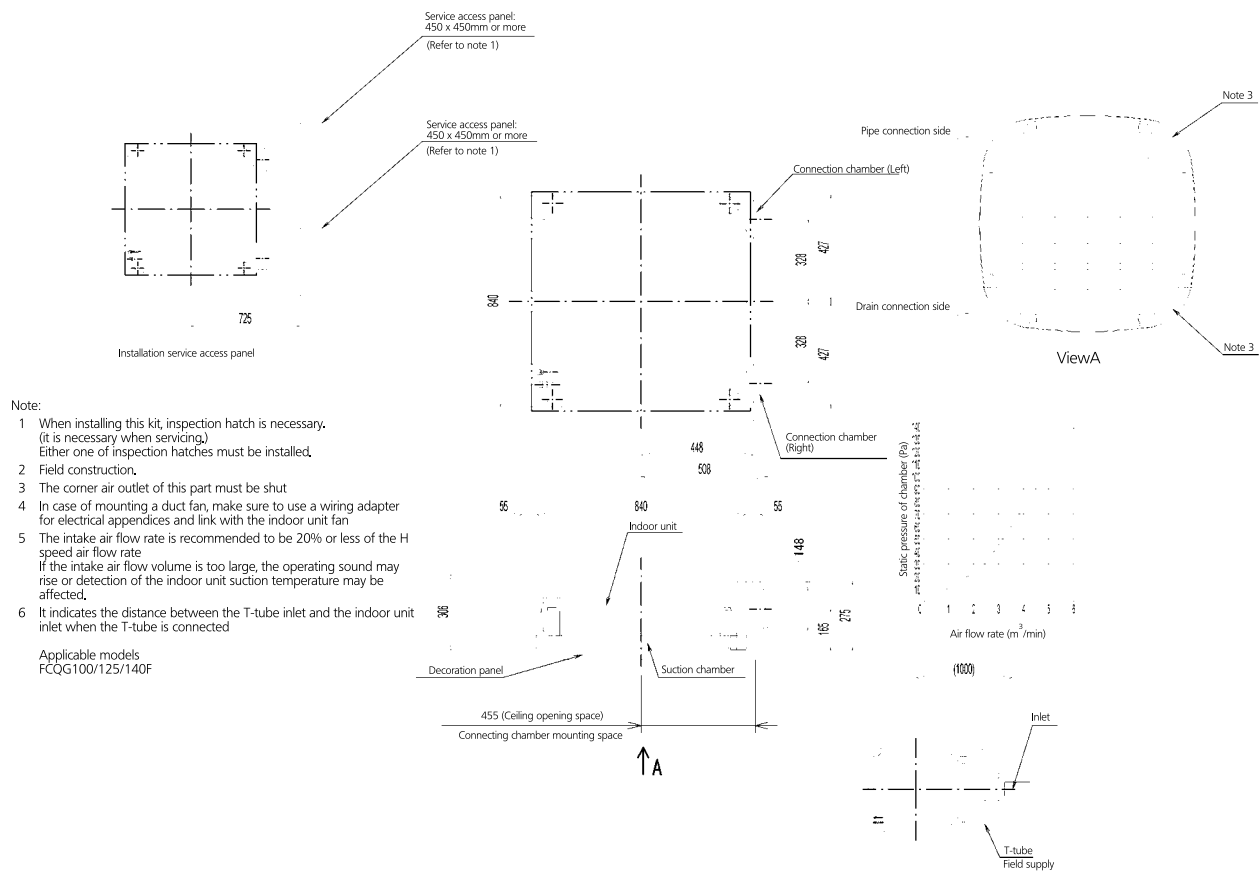 Service access panel:
450 x 450mm or more
(Refer to note 1)
Service access panel:
450 x 450mm or more
(Refer to note 1)
725
Installation service access panel
Note:
1 When installing this kit, inspection hatch is necessary.
(it is necessary when servicing.)
Either one of inspection hatches must be installed.
2 Field construction.
3 The corner air outlet of this part must be shut
4 In case of mounting a duct fan, make sure to use a wiring adapter
for electrical appendices and link with the indoor unit fan
5 The intake air flow rate is recommended to be 20% or less of the H
speed air flow rate
If the intake air flow volume is too large, the operating sound may
rise or detection of the indoor unit suction temperature may be
affected.
6 It indicates the distance between the T-tube inlet and the indoor unit
inlet when the T-tube is connected
Applicable models
FCQG100/125/140F
Connection chamber (Left)
840
328
427
328
427
Connection chamber
(Right)
448
508
55
840
55
Indoor unit
148
306
165
275
Decoration panel
Suction chamber
455 (Ceiling opening space)
Connecting chamber mounting space
A
Note 3
Pipe connection side
Drain connection side
Note 3
ViewA
Static pressure of chamber (Pa)
1 2 3 4 5 6
Air flow rate (m³/min)
(1000)
Inlet
T-tube
Field supply